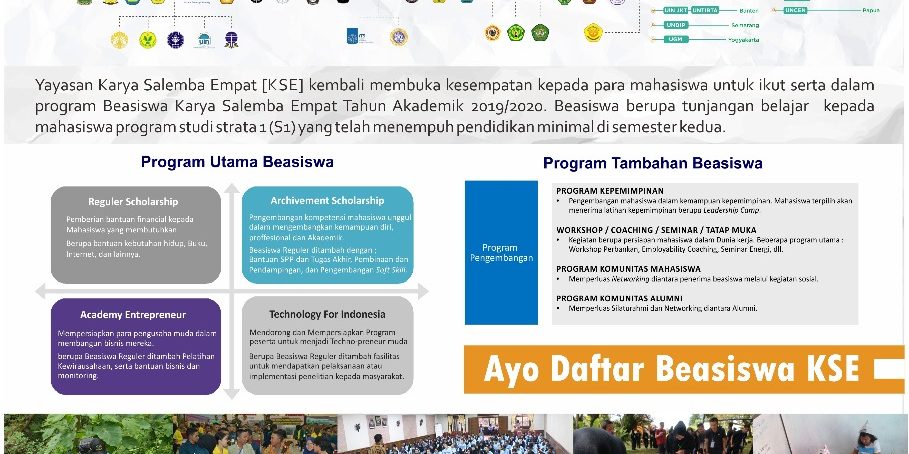 UIN JKT UNTIRTA Banten
UNDIP Semarang
UGM Yogyakarta
UNCEN Papua
Yayasan Karya Salemba Empat [KSE] kembali membuka kesempatan kepada para mahasiswa untuk ikut serta dalam
program Beasiswa Karya Salemba Empat Tahun Akademik 2019/2020. Beasiswa berupa tunjangan belajar kepada
mahasiswa program studi strata 1 (S1) yang telah menempuh pendidikan minimal di semester kedua.
Program Utama Beasiswa
Reguler Scholarship
Pemberian bantuan financial kepada
Mahasiswa yang membutuhkan
Berupa bantuan kebutuhan hidup, Buku,
Internet, dan lainnya.
Archivement Scholarship
Pengembangan kompetensi mahasiswa unggul
dalam mengembangkan kemampuan diri,
proffesional dan Akademik.
Beasiswa Reguler ditambah dengan :
Bantuan SPP dan Tugas Akhir, Pembinaan dan
Pendampingan, dan Pengembangan Soft Skill.
Academy Entrepreneur
Mempersiapkan para pengusaha muda dalam
membangun bisnis mereka.
berupa Beasiswa Reguler ditambah Pelatihan
Kewirausahaan, serta bantuan bisnis dan
monitoring.
Technology For Indonesia
Mendorong dan Mempersiapkan Program
peserta untuk menjadi Techno-preneur muda
Berupa Beasiswa Reguler ditambah fasilitas
untuk mendapatkan pelaksanaan atau
implementasi penelitian kepada masyarakat.
Program Tambahan Beasiswa
Program
Pengembangan
PROGRAM KEPEMIMPINAN
• Pengembangan mahasiswa dalam kemampuan kepemimpinan. Mahasiswa terpilih akan
menerima latihan kepemimpinan berupa Leadership Camp.
WORKSHOP / COACHING / SEMINAR / TATAP MUKA
• Kegiatan berupa persiapan mahasiswa dalam Dunia kerja. Beberapa program utama :
Workshop Perbankan, Employability Coaching, Seminar Energi, dll.
PROGRAM KOMUNITAS MAHASISWA
• Memperluas Networking diantara penerima beasiswa melalui kegiatan sosial.
PROGRAM KOMUNITAS ALUMNI
• Memperluas Silaturahmi dan Networking diantara Alumni.
Ayo Daftar Beasiswa KSE